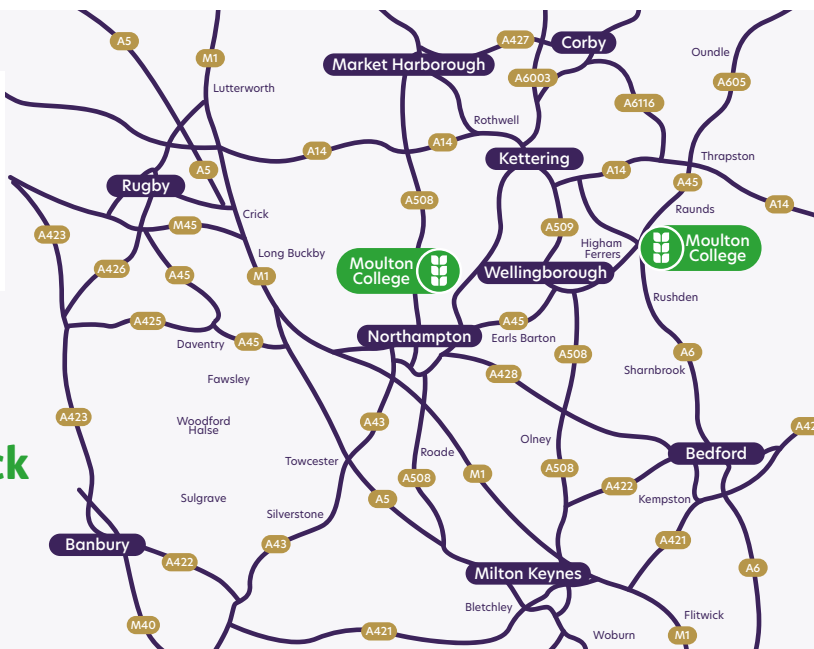 A5
M1
A427
Corby
Market Harborough
Oundle
A6003
A605
Lutterworth
A6116
Rothwell
A14
A14
Kettering
Thrapston
A5
Rugby
A14
A45
A14
A508
Raunds
Crick
M45
A423
A509
Higham
Ferrers
Moulton
College
Long Buckby
A426
A45
M1
Moulton
College
Wellingborough
Rushden
A425
A45
Daventry
A45
Northampton
Earls Barton
A508
A6
Sharnbrook
Fawsley
A428
A423
Woodford
Halse
A43
A42
Olney
Roade
Bedford
ck
Towcester
A508
M1
A508
A422
Kempston
Sulgrave
A5
Silverstone
Banbury
A43
A421
A422
Milton Keynes
A6
Bletchley
Flitwick
M40
A421
Woburn
M1